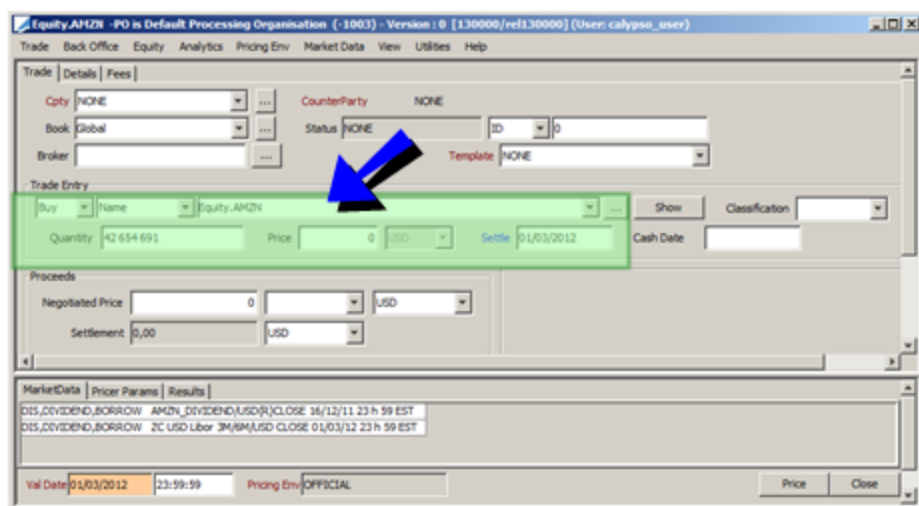 Equity.AMZN -PO is Default Processing Organisation (-1003) - Version : 0 [130000/rel130000] (User: calypso_user)
Trade Back Office Equity Analytics Pricing Env Market Data View Utilities Help
Trade Details Fees
Cpty NONE ... CounterParty NONE
Book Global ... Status NONE ID 0
Broker ... Template NONE
Trade Entry
Buy Name Equity.AMZN ... Show Classification
Quantity 42 654 691 Price 0 USD Settle 01/03/2012 Cash Date
Proceeds
Negotiated Price 0 USD
Settlement 0,00 USD
MarketData Pricer Params Results
DIS,DIVIDEND,BORROW AMZN_DIVIDEND/USD(R)CLOSE 16/12/11 23 h 59 EST
DIS,DIVIDEND,BORROW ZC USD Libor 3M/6M/USD CLOSE 01/03/12 23 h 59 EST
Val Date 01/03/2012 23:59:59 Pricing Env OFFICIAL Price Close